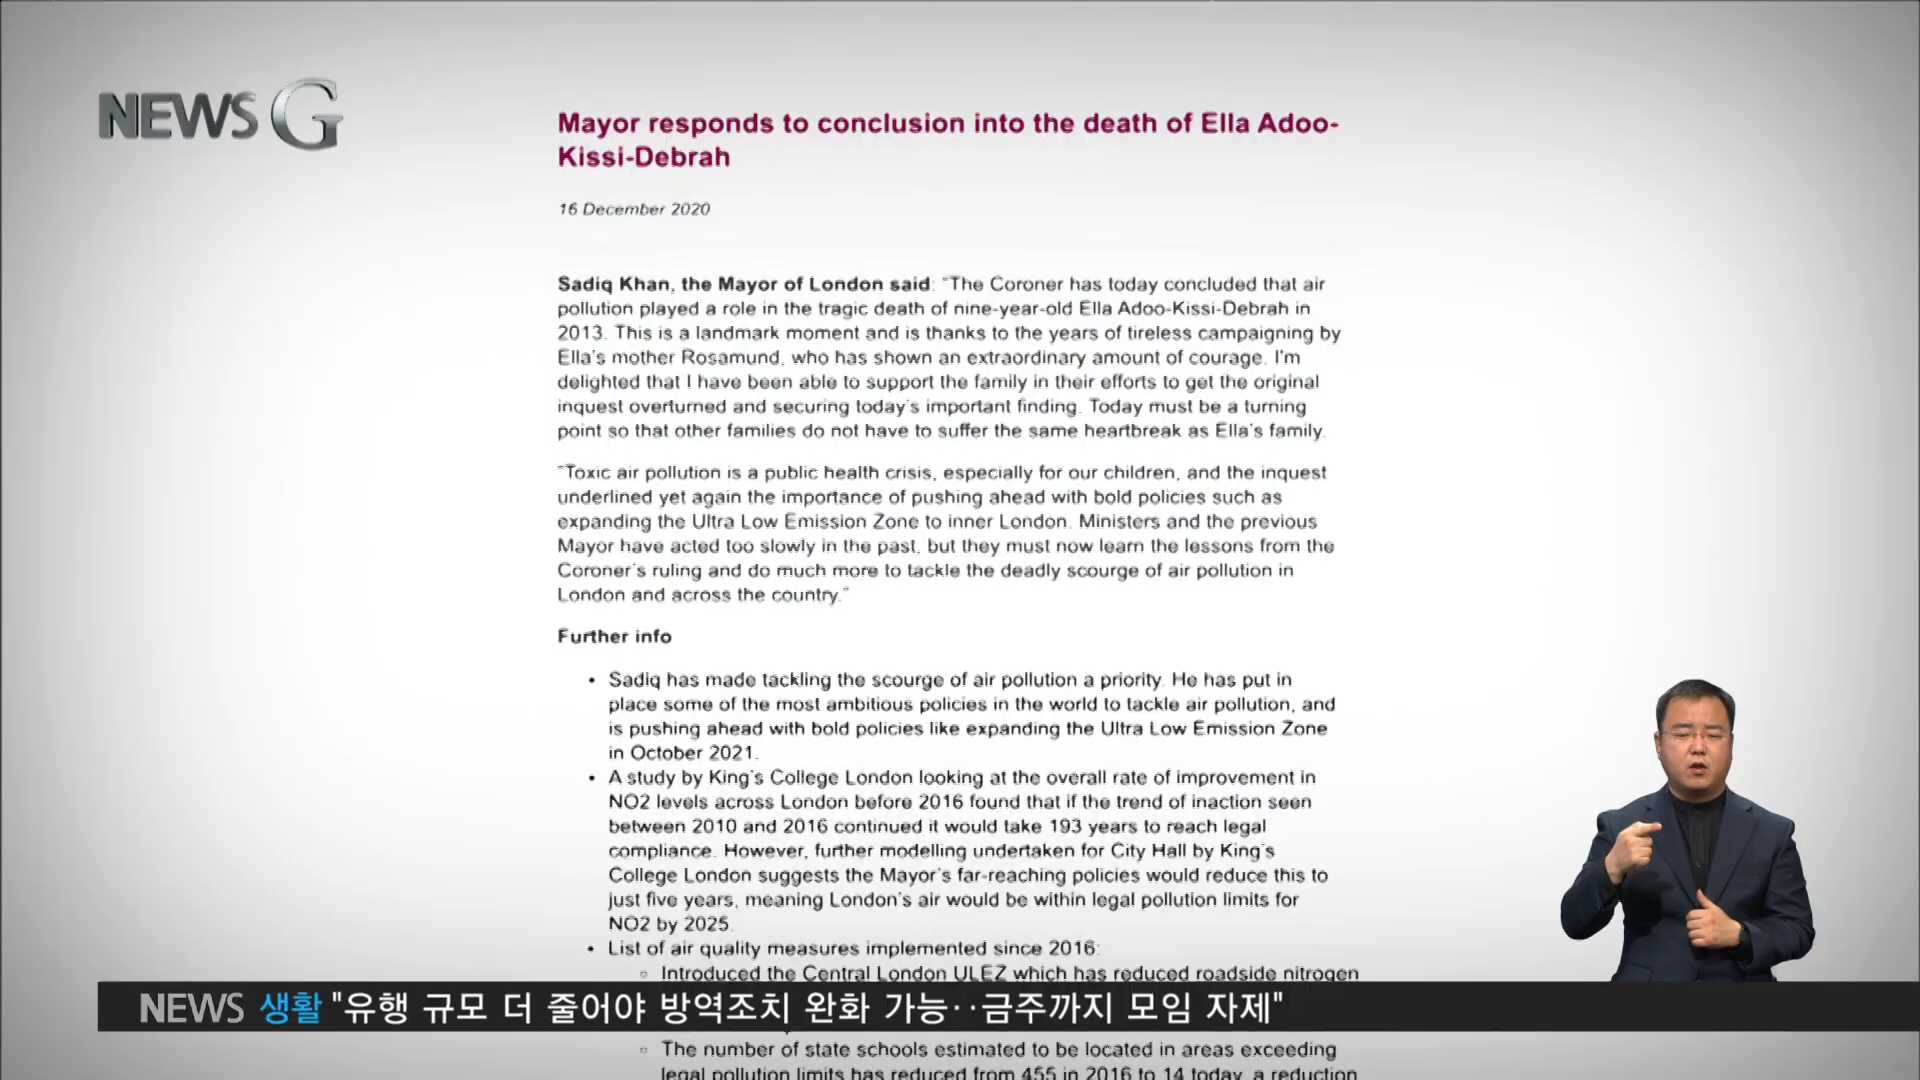 NEWS G
Mayor responds to conclusion into the death of Ella Adoo-
Kissi-Debrah
16 December 2020
Sadiq Khan, the Mayor of London said: "The Coroner has today concluded that air
pollution played a role in the tragic death of nine-year-old Ella Adoo-Kissi-Debrah in
2013. This is a landmark moment and is thanks to the years of tireless campaigning by
Ella's mother Rosamund, who has shown an extraordinary amount of courage. I'm
delighted that I have been able to support the family in their efforts to get the original
inquest overturned and securing today's important finding. Today must be a turning
point so that other families do not have to suffer the same heartbreak as Ella's family.
"Toxic air pollution is a public health crisis, especially for our children, and the inquest
underlined yet again the importance of pushing ahead with bold policies such as
expanding the Ultra Low Emission Zone to inner London. Ministers and the previous
Mayor have acted too slowly in the past, but they must now learn the lessons from the
Coroner's ruling and do much more to tackle the deadly scourge of air pollution in
London and across the country."
Further info
• Sadiq has made tackling the scourge of air pollution a priority. He has put in
place some of the most ambitious policies in the world to tackle air pollution, and
is pushing ahead with bold policies like expanding the Ultra Low Emission Zone
in October 2021.
• A study by King's College London looking at the overall rate of improvement in
NO2 levels across London before 2016 found that if the trend of inaction seen
between 2010 and 2016 continued it would take 193 years to reach legal
compliance. However, further modelling undertaken for City Hall by King's
College London suggests the Mayor's far-reaching policies would reduce this to
just five years, meaning London's air would be within legal pollution limits for
NO2 by 2025.
• List of air quality measures implemented since 2016:
○ Introduced the Central London ULEZ which has reduced roadside nitrogen
NEWS 생활 "유행 규모 더 줄어야 방역조치 완화 가능··금주까지 모임 자제"
○ The number of state schools estimated to be located in areas exceeding
legal pollution limits has reduced from 455 in 2016 to 14 today, a reduction